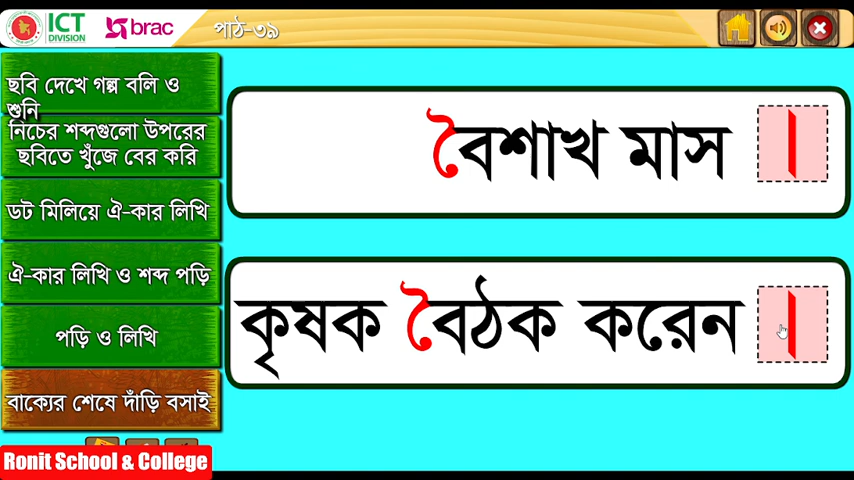 ICT
DIVISION
brac
পাঠ-৩৯
ছবি দেখে গল্প বলি ও
শুনি
নিচের শব্দগুলো উপরের
ছবিতে খুঁজে বের করি
ডট মিলিয়ে ঐ-কার লিখি
ঐ-কার লিখি ও শব্দ পড়ি
পড়ি ও লিখি
বাক্যের শেষে দাঁড়ি বসাই
বৈশাখ মাস ।
কৃষক বৈঠক করেন ।
Ronit School & College